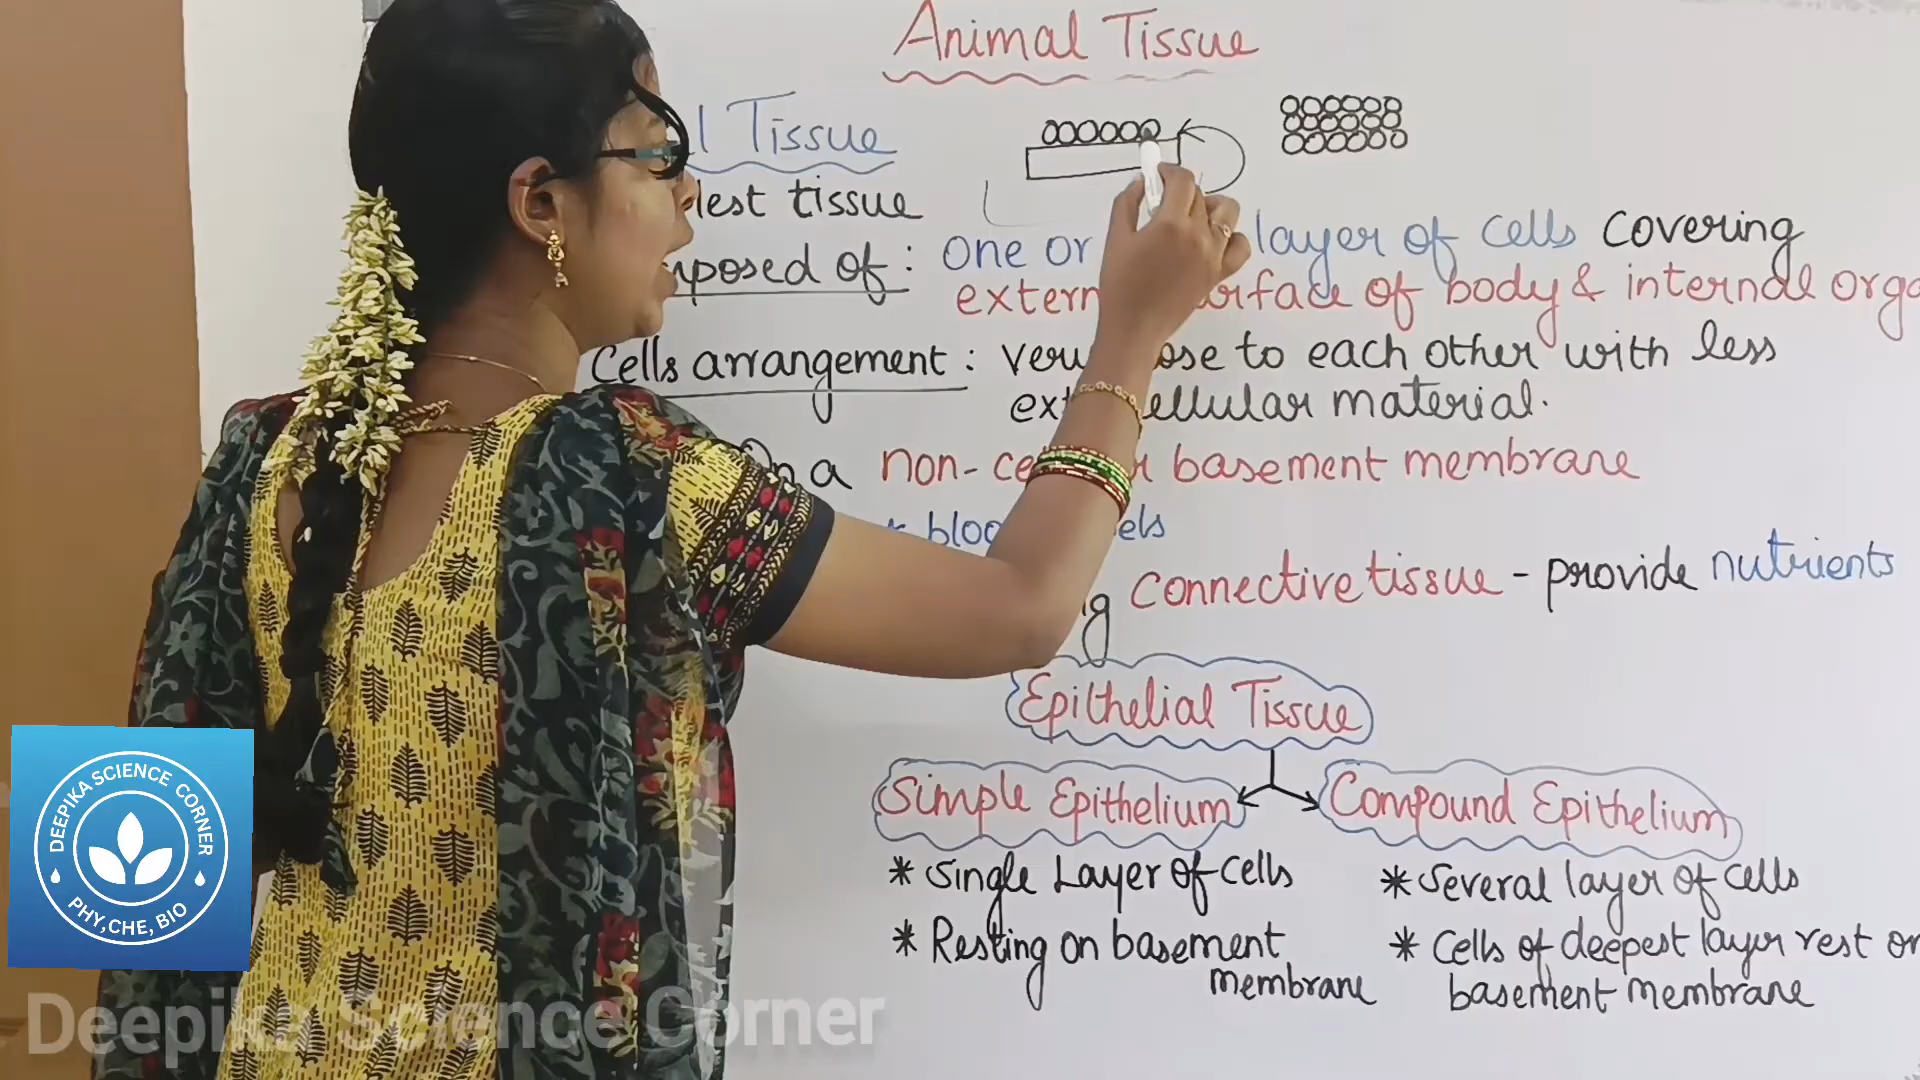 Animal Tissue
l Tissue
lest tissue
mposed of : one or layer of cells covering
extern rface of body & internal orga
Cells arrangement : very ose to each other with less
ext ellular material.
On a non-ce r basement membrane
bloo els
g connective tissue - provide nutrients
Epithelial Tissue
Simple Epithelium Compound Epithelium
* Single Layer of cells
* Several layer of cells
* Resting on basement membrane
* Cells of deepest layer rest on
basement membrane
DEEPIKA SCIENCE CORNER
PHY, CHE, BIO
Deepika Science Corner